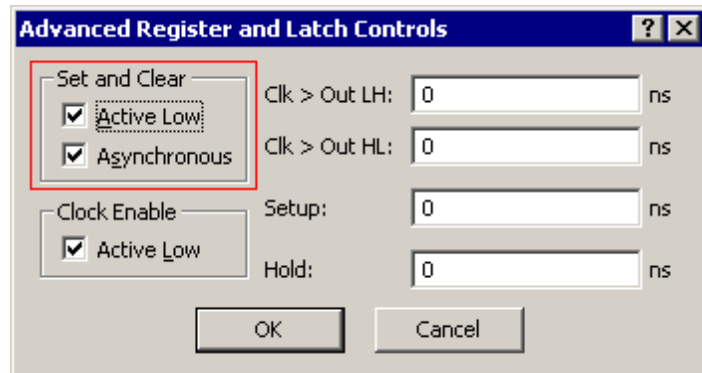 Advanced Register and Latch Controls
Set and Clear
Active Low
Asynchronous
Clock Enable
Active Low
Clk > Out LH: 0 ns
Clk > Out HL: 0 ns
Setup: 0 ns
Hold: 0 ns
OK Cancel